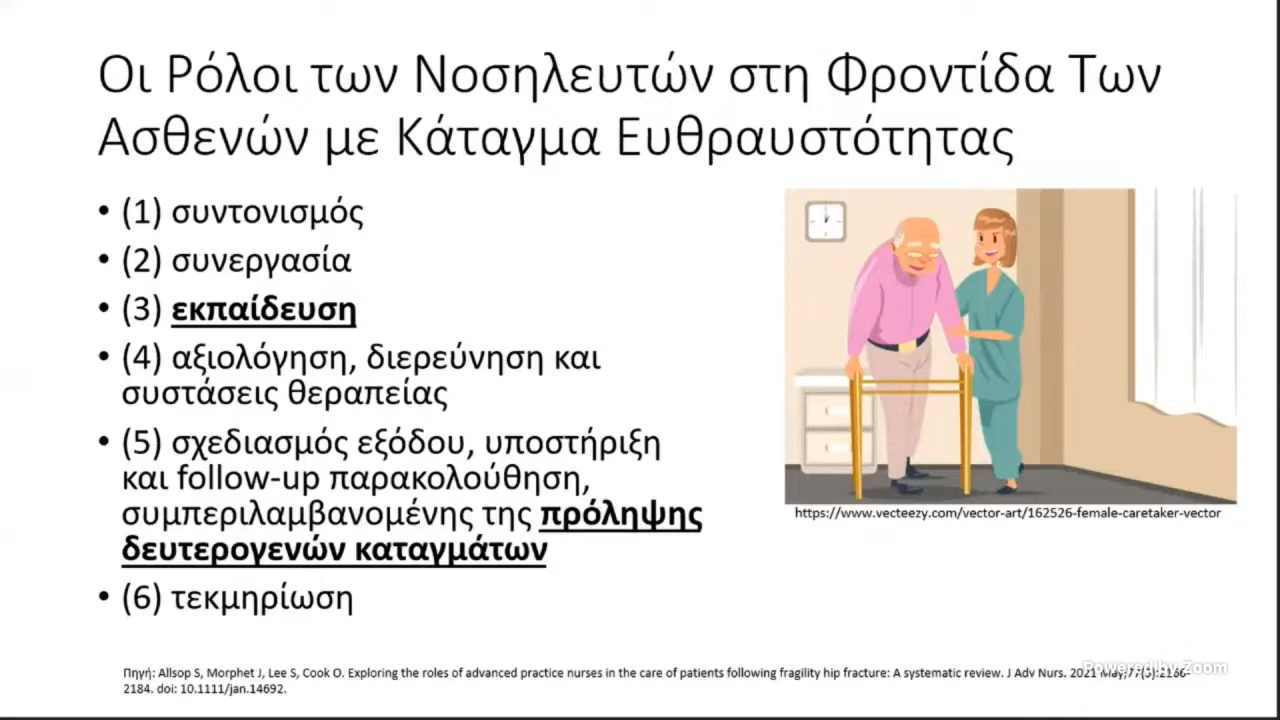 Οι Ρόλοι των Νοσηλευτών στη Φροντίδα Των
Ασθενών με Κάταγμα Ευθραυστότητας
• (1) συντονισμός
• (2) συνεργασία
• (3) εκπαίδευση
• (4) αξιολόγηση, διερεύνηση και
συστάσεις θεραπείας
• (5) σχεδιασμός εξόδου, υποστήριξη
και follow-up παρακολούθηση,
συμπεριλαμβανομένης της πρόληψης
δευτερογενών καταγμάτων
• (6) τεκμηρίωση
https://www.vecteezy.com/vector-art/162526-female-caretaker-vector
Πηγή: Allsop S, Morphet J, Lee S, Cook O. Exploring the roles of advanced practice nurses in the care of patients following fragility hip fracture: A systematic review. J Adv Nurs. 2021
2184. doi: 10.1111/jan.14692.
Powered by Zoom